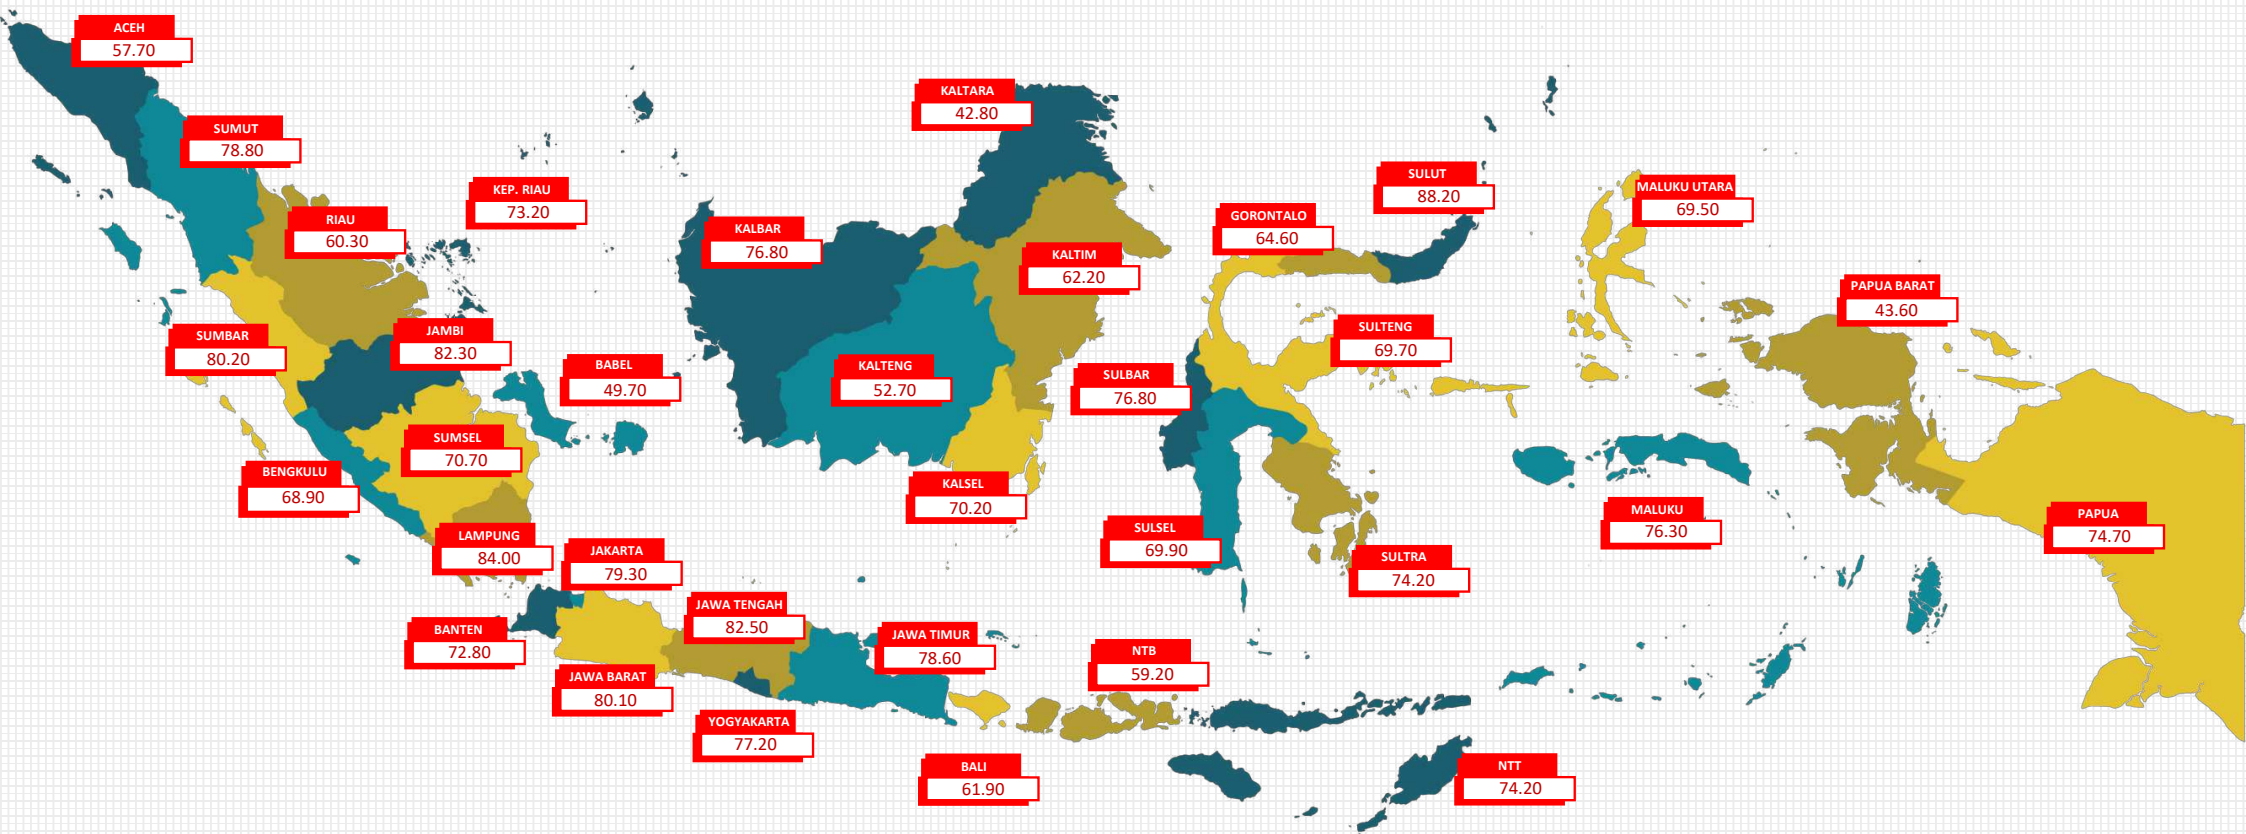 ACEH
57.70
KALTARA
42.80
SUMUT
78.80
SULUT
88.20
KEP. RIAU
73.20
MALUKU UTARA
69.50
RIAU
60.30
KALBAR
76.80
GORONTALO
64.60
KALTIM
62.20
PAPUA BARAT
43.60
SUMBAR
80.20
JAMBI
82.30
SULTENG
69.70
BABEL
49.70
KALTENG
52.70
SULBAR
76.80
SUMSEL
70.70
BENGKULU
68.90
KALSEL
70.20
MALUKU
76.30
PAPUA
74.70
LAMPUNG
84.00
JAKARTA
79.30
SULSEL
69.90
SULTRA
74.20
JAWA TENGAH
82.50
BANTEN
72.80
JAWA TIMUR
78.60
NTB
59.20
JAWA BARAT
80.10
YOGYAKARTA
77.20
BALI
61.90
NTT
74.20